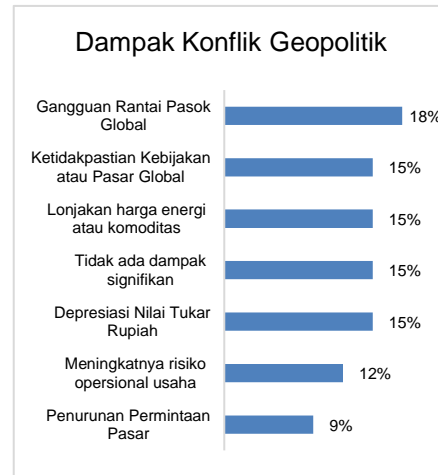 Dampak Konflik Geopolitik
Gangguan Rantai Pasok
Global
18%
Ketidakpastian Kebijakan
atau Pasar Global
15%
Lonjakan harga energi
atau komoditas
15%
Tidak ada dampak
signifikan
15%
Depresiasi Nilai Tukar
Rupiah
15%
Meningkatnya risiko
opersional usaha
12%
Penurunan Permintaan
Pasar
9%